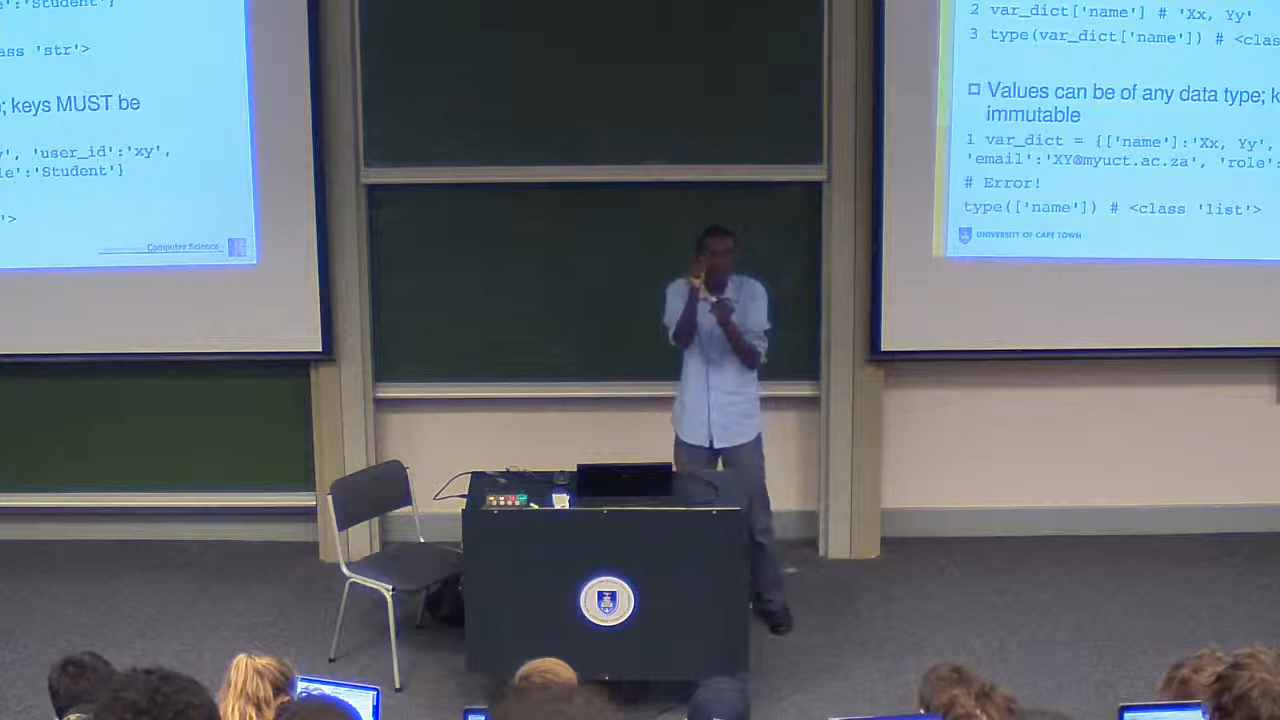 e':'Student'}
ass 'str'>
; keys MUST be
', 'user_id':'xy',
le':'Student'}
'>
Computer Science
2 var_dict['name'] # 'Xx, Yy'
3 type(var_dict['name']) # <clas
Values can be of any data type; k
immutable
1 var_dict = {['name']:'Xx, Yy',
'email':'XY@myuct.ac.za', 'role':
# Error!
type(['name']) # <class 'list'>
UNIVERSITY OF CAPE TOWN